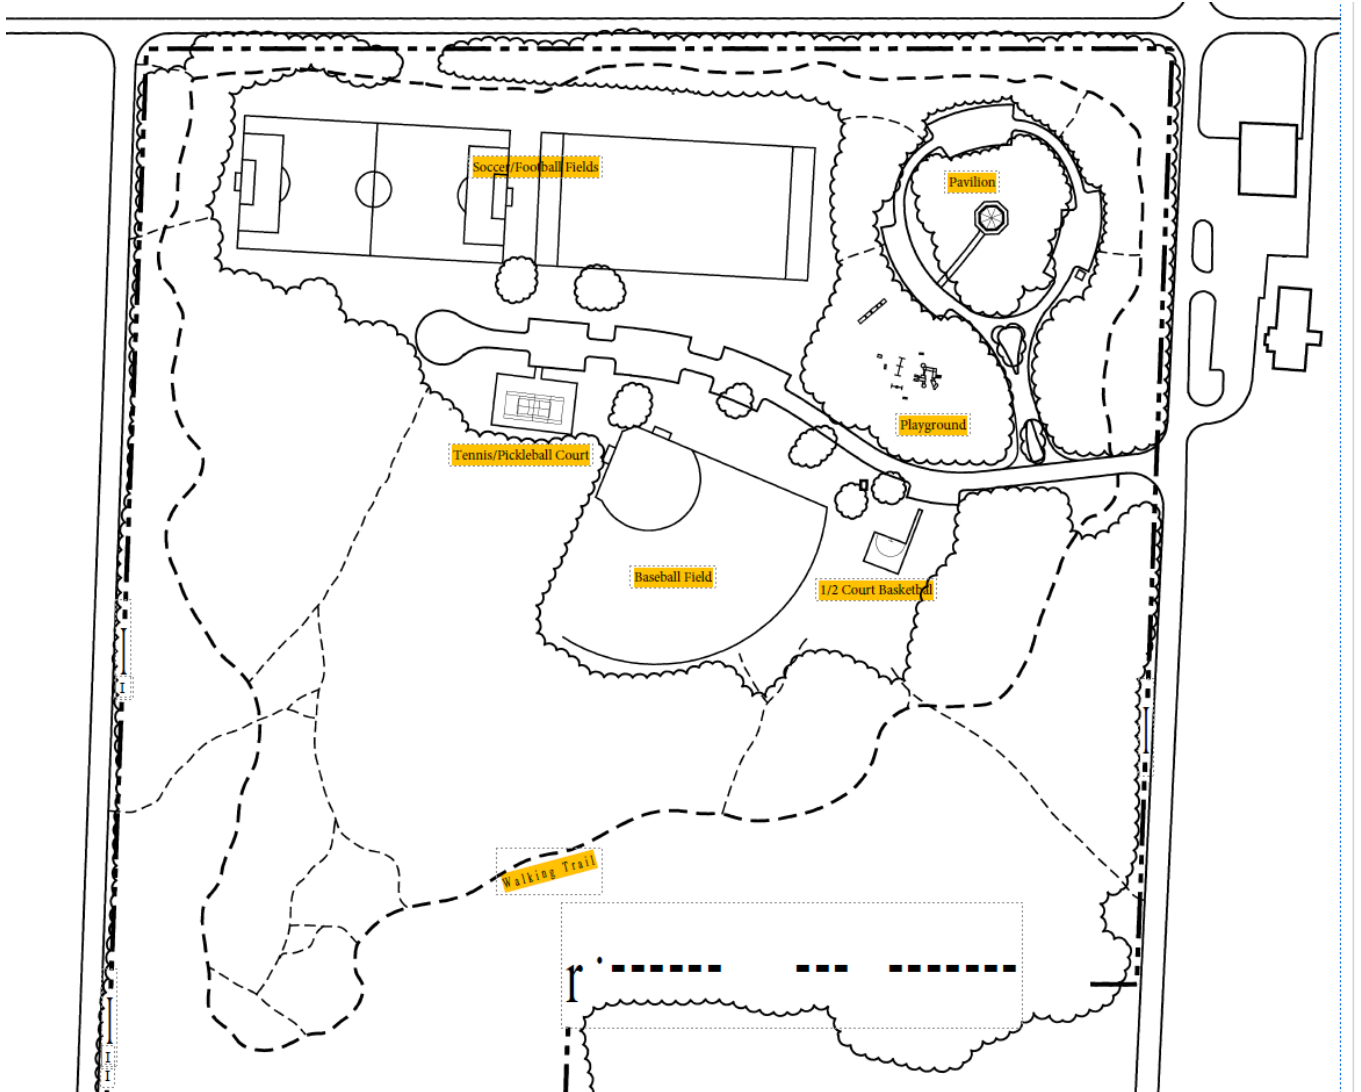 Soccer/Football Fields
Pavilion
Playground
Tennis/Pickleball Court
Baseball Field
1/2 Court Basketball
Walking Trail